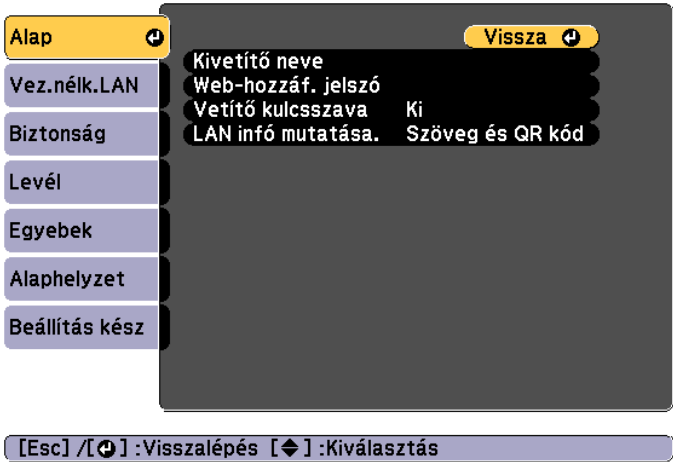 Alap
Vez.nélk.LAN
Biztonság
Levél
Egyebek
Alaphelyzet
Beállítás kész
Vissza
Kivetítő neve
Web-hozzáf. jelszó
Vetítő kulcsszava Ki
LAN infó mutatása. Szöveg és QR kód
[Esc] /[ ] :Visszalépés [ ] :Kiválasztás